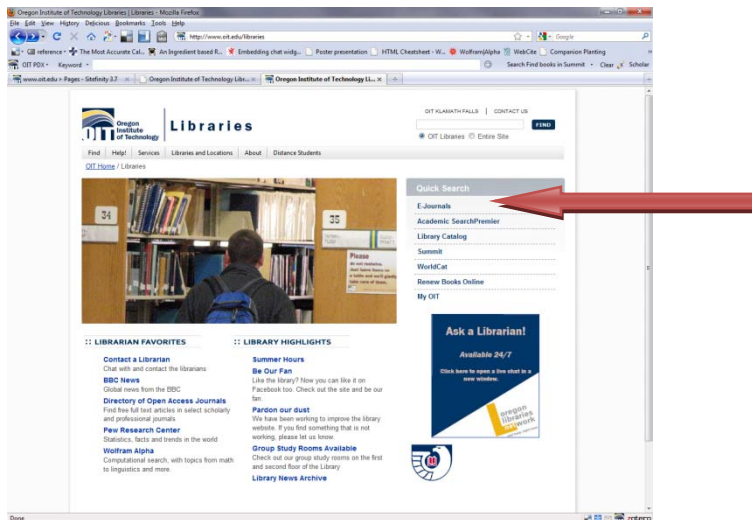 Oregon Institute of Technology Libraries | Libraries - Mozilla Firefox
File Edit View History Delicious Bookmarks Tools Help
http://www.oit.edu/libraries
Google
GII reference The Most Accurate Cal... An Ingredient based R... Embedding chat widg... Poster presentation HTML Cheatsheet - W... Wolfram|Alpha WebCite Companion Planting
OIT PDX Keyword Search Find books in Summit Clear Scholar
www.oit.edu > Pages - Sitefinity 3.7 Oregon Institute of Technology Libr... Oregon Institute of Technology Li...
OIT KLAMATH FALLS | CONTACT US
OIT Oregon Institute of Technology
Libraries
FIND
OIT Libraries Entire Site
Find Help! Services Libraries and Locations About Distance Students
OIT Home / Libraries
34
35
Please
Quick Search
E-Journals
Academic SearchPremier
Library Catalog
Summit
WorldCat
Renew Books Online
My OIT
Ask a Librarian!
Available 24/7
Click here to open a live chat in a
new window.
oregon
libraries
network
:: LIBRARIAN FAVORITES
Contact a Librarian
Chat with and contact the librarians
BBC News
Global news from the BBC
Directory of Open Access Journals
Find free full text articles in select scholarly
and professional journals
Pew Research Center
Statistics, facts and trends in the world
Wolfram Alpha
Computational search, with topics from math
to linguistics and more.
:: LIBRARY HIGHLIGHTS
Summer Hours
Be Our Fan
Like the library? Now you can like it on
Facebook too. Check out the site and be our
fan.
Pardon our dust
We have been working to improve the library
website. If you find something that is not
working, please let us know.
Group Study Rooms Available
Check out our group study rooms on the first
and second floor of the Library
Library News Archive
Done
zotero